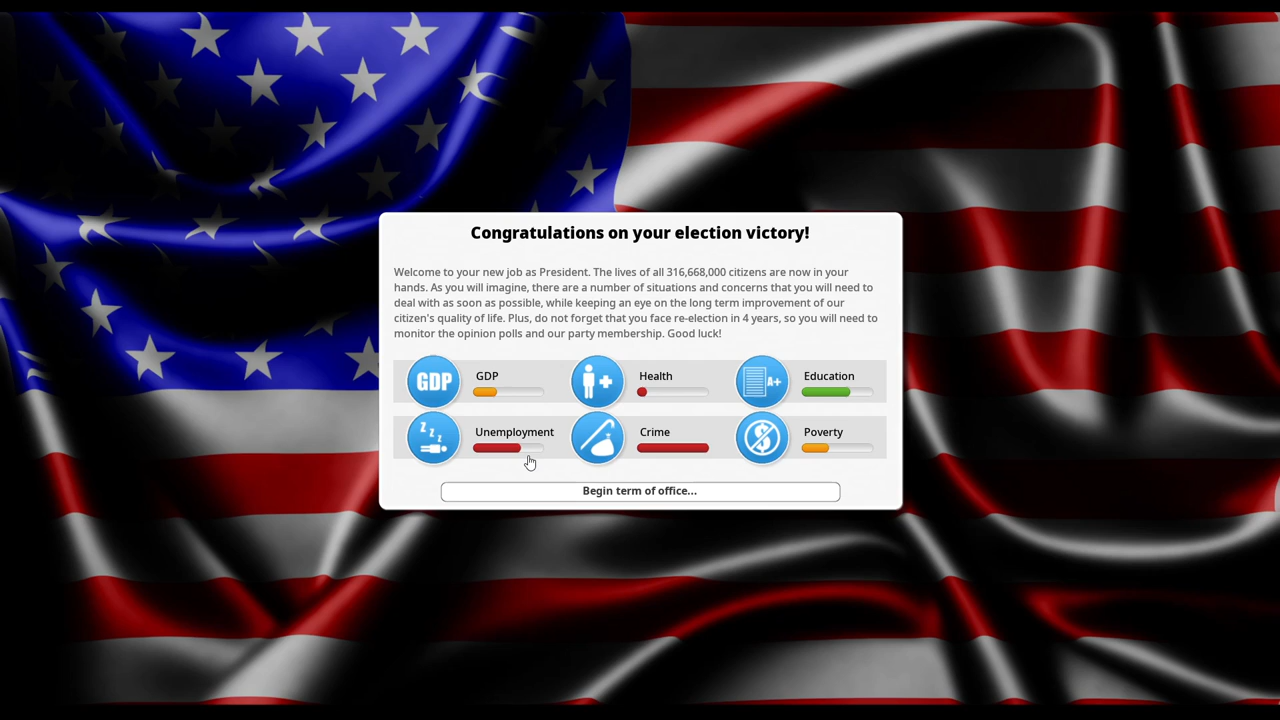 Congratulations on your election victory!
Welcome to your new job as President. The lives of all 316,668,000 citizens are now in your
hands. As you will imagine, there are a number of situations and concerns that you will need to
deal with as soon as possible, while keeping an eye on the long term improvement of our
citizen's quality of life. Plus, do not forget that you face re-election in 4 years, so you will need to
monitor the opinion polls and our party membership. Good luck!
GDP GDP Health A+ Education
z z z Unemployment Crime Poverty
Begin term of office...